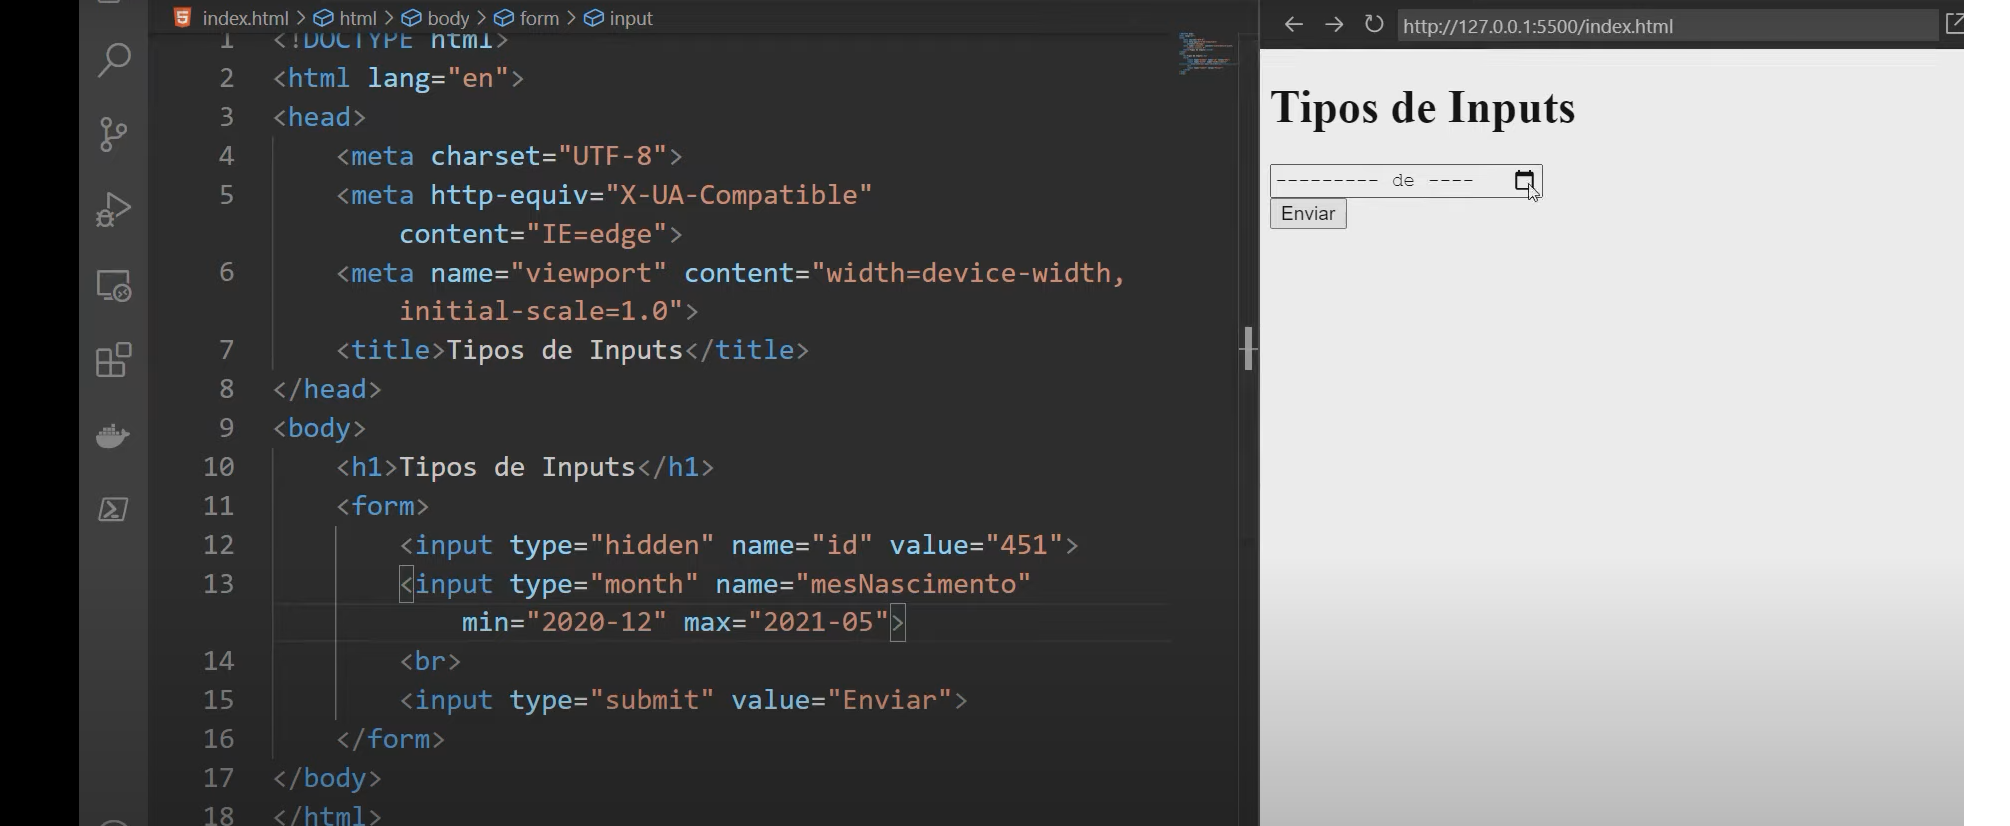 index.html > html > body > form > input
1 <!DOCTYPE html>
2 <html lang="en">
3 <head>
4 <meta charset="UTF-8">
5 <meta http-equiv="X-UA-Compatible"
content="IE=edge">
6 <meta name="viewport" content="width=device-width,
initial-scale=1.0">
7 <title>Tipos de Inputs</title>
8 </head>
9 <body>
10 <h1>Tipos de Inputs</h1>
11 <form>
12 <input type="hidden" name="id" value="451">
13 <input type="month" name="mesNascimento"
min="2020-12" max="2021-05">
14 <br>
15 <input type="submit" value="Enviar">
16 </form>
17 </body>
18 </html>
http://127.0.0.1:5500/index.html
Tipos de Inputs
--------- de ----
Enviar